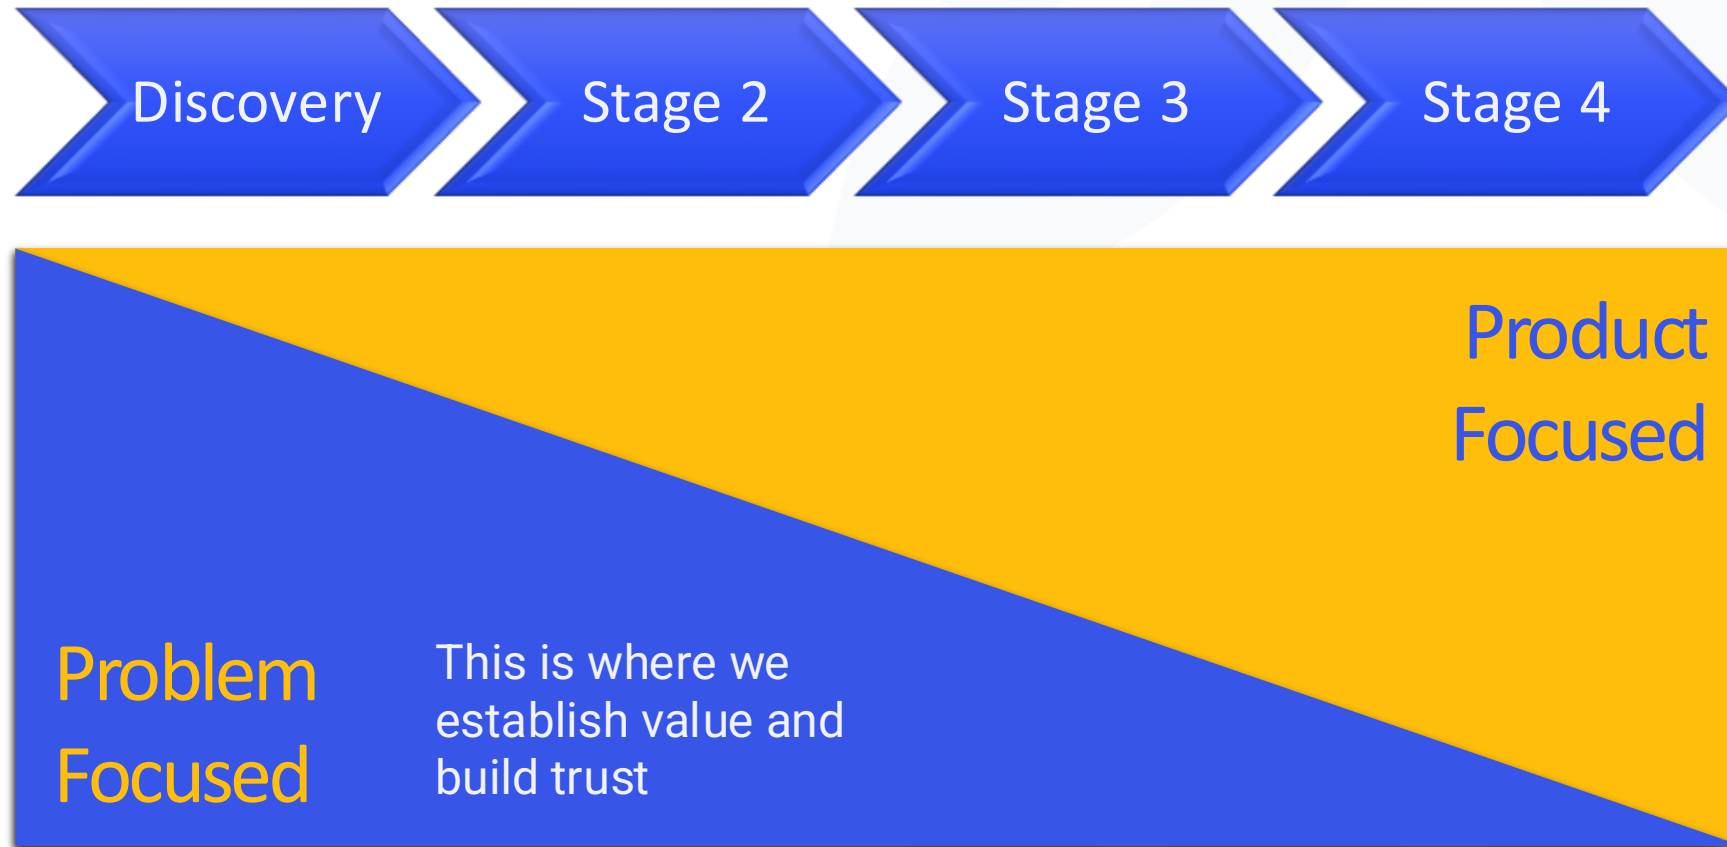 Discovery
Stage 2
Stage 3
Stage 4
Product
Focused
Problem
Focused
This is where we
establish value and
build trust